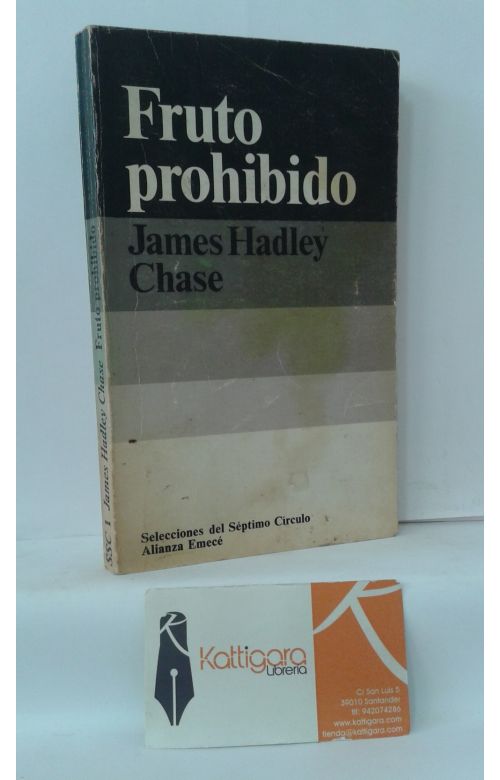 Fruto
prohibido
James Hadley
Chase
Selecciones del Séptimo Círculo
Alianza Emecé
SSC 1 James Hadley Chase Fruto prohibido
Kattigara
Librería
C/ San Luis 5
39010 Santander
tlf: 942074286
www.kattigara.com
tienda@kattigara.com